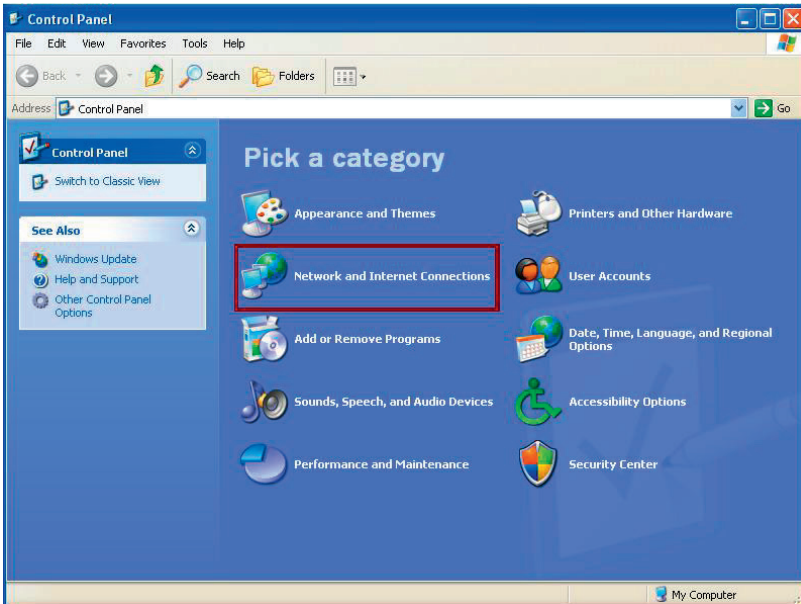 Control Panel
File Edit View Favorites Tools Help
Back Search Folders
Address Control Panel Go
Control Panel
Switch to Classic View
See Also
Windows Update
Help and Support
Other Control Panel
Options
Pick a category
Appearance and Themes
Printers and Other Hardware
Network and Internet Connections
User Accounts
Add or Remove Programs
Date, Time, Language, and Regional
Options
Sounds, Speech, and Audio Devices
Accessibility Options
Performance and Maintenance
Security Center
My Computer